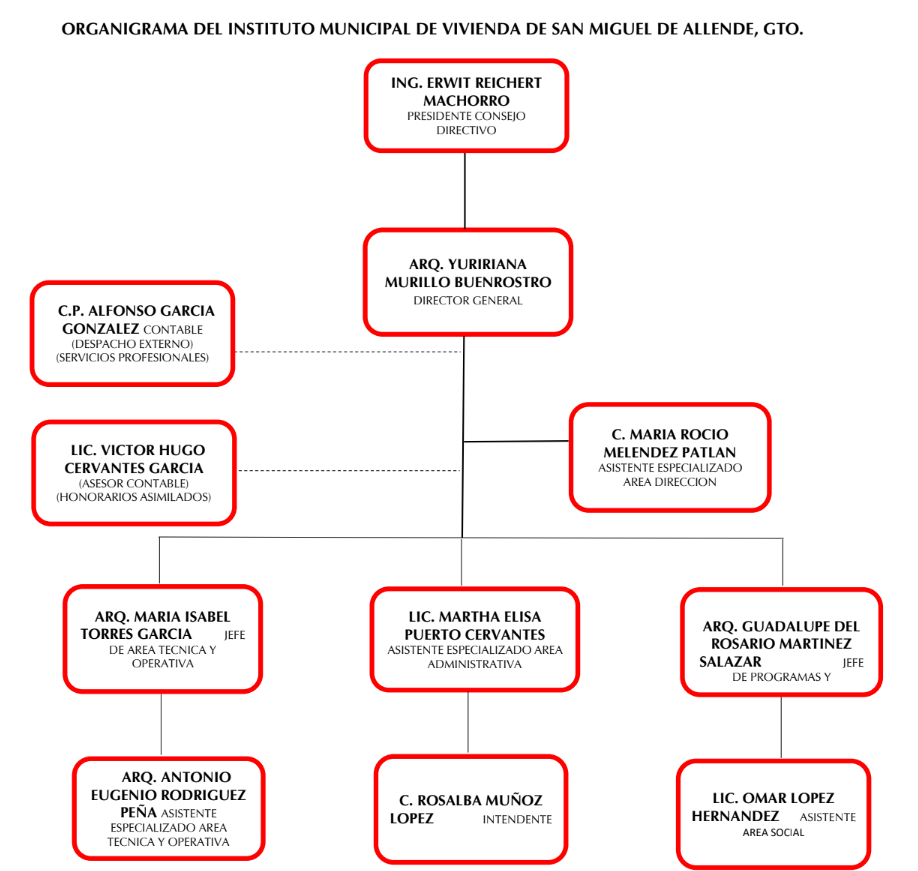 ORGANIGRAMA DEL INSTITUTO MUNICIPAL DE VIVIENDA DE SAN MIGUEL DE ALLENDE, GTO.
ING. ERWIT REICHERT
MACHORRO
PRESIDENTE CONSEJO
DIRECTIVO
ARQ. YURIRIANA
MURILLO BUENROSTRO
DIRECTOR GENERAL
C.P. ALFONSO GARCIA
GONZALEZ CONTABLE
(DESPACHO EXTERNO)
(SERVICIOS PROFESIONALES)
LIC. VICTOR HUGO
CERVANTES GARCIA
(ASESOR CONTABLE)
(HONORARIOS ASIMILADOS)
C. MARIA ROCIO
MELENDEZ PATLAN
ASISTENTE ESPECIALIZADO
AREA DIRECCION
ARQ. MARIA ISABEL
TORRES GARCIA JEFE
DE AREA TECNICA Y
OPERATIVA
LIC. MARTHA ELISA
PUERTO CERVANTES
ASISTENTE ESPECIALIZADO AREA
ADMINISTRATIVA
ARQ. GUADALUPE DEL
ROSARIO MARTINEZ
SALAZAR JEFE
DE PROGRAMAS Y
ARQ. ANTONIO
EUGENIO RODRIGUEZ
PEÑA ASISTENTE
ESPECIALIZADO AREA
TECNICA Y OPERATIVA
C. ROSALBA MUÑOZ
LOPEZ INTENDENTE
LIC. OMAR LOPEZ
HERNANDEZ ASISTENTE
AREA SOCIAL